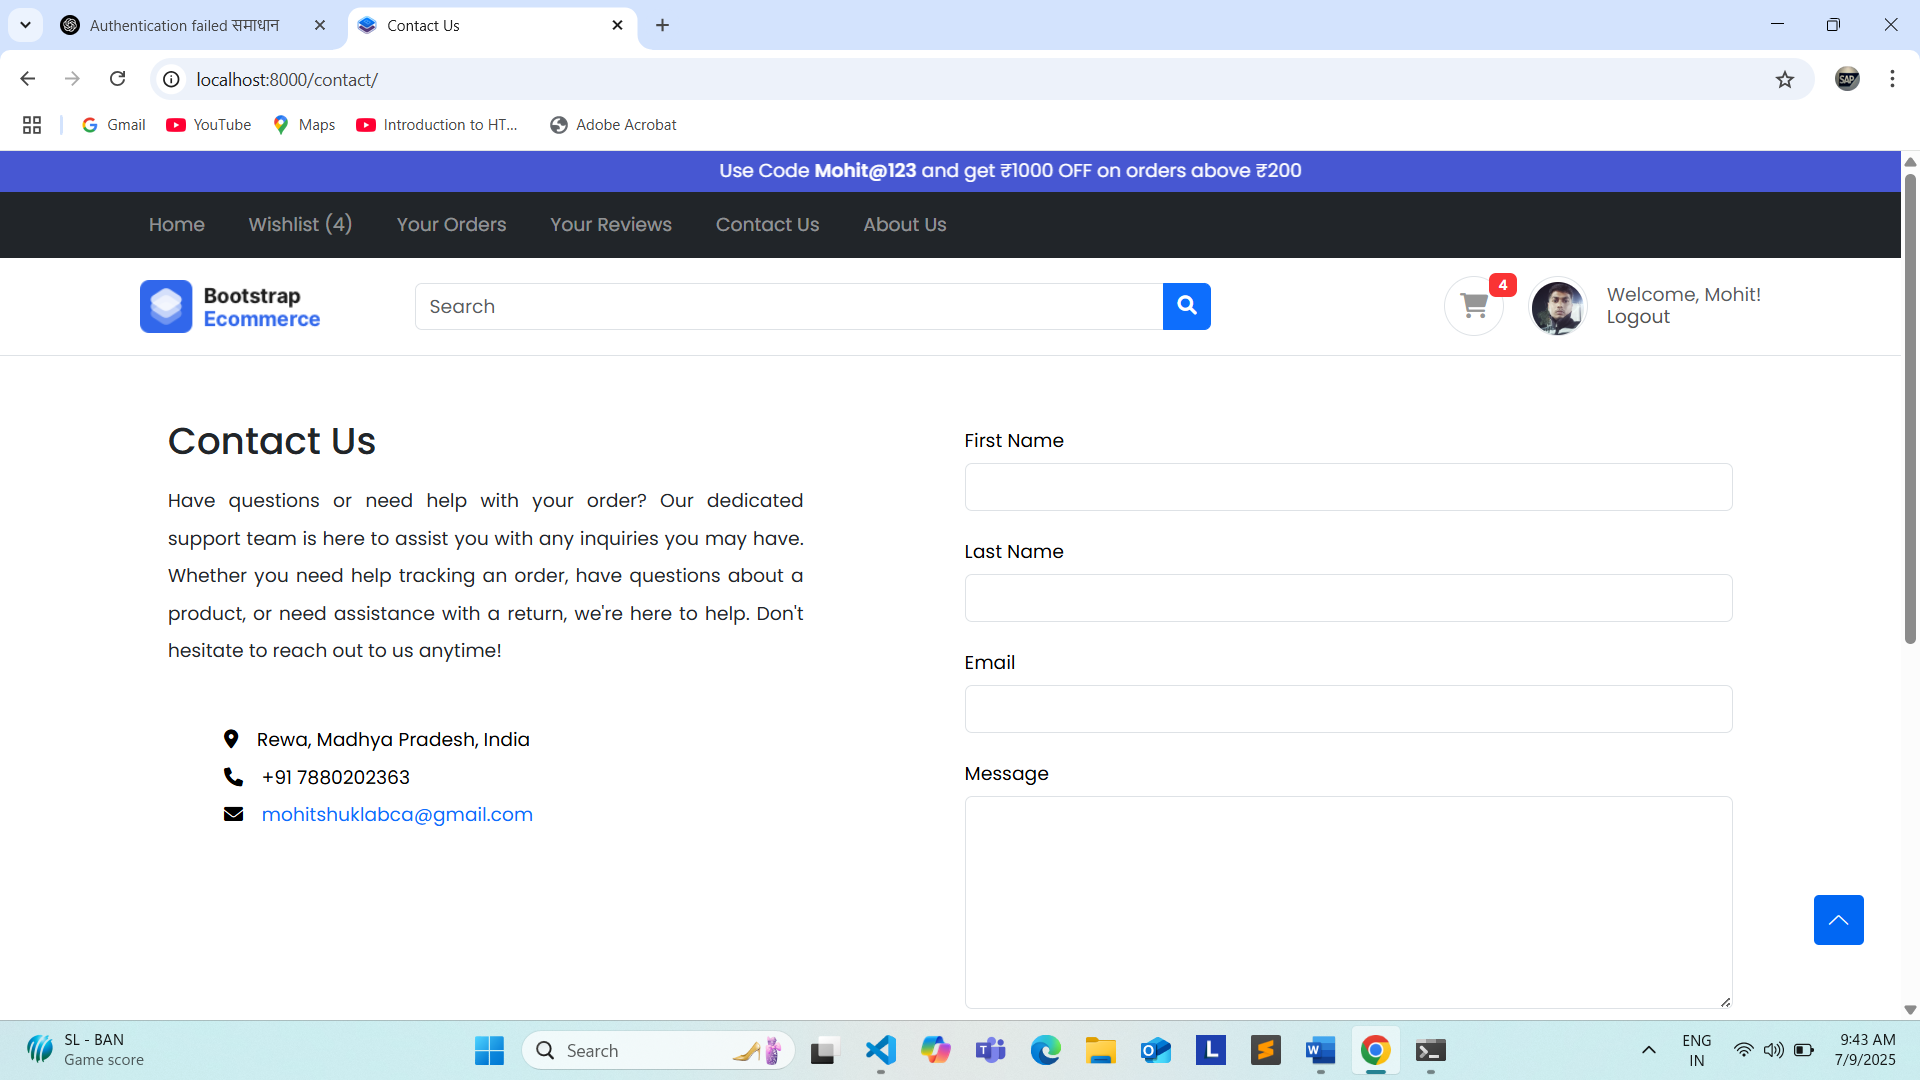 Authentication failed समाधान
Contact Us
localhost:8000/contact/
SAP
Gmail
YouTube
Maps
Introduction to HT...
Adobe Acrobat
Use Code Mohit@123 and get ₹1000 OFF on orders above ₹200
Home Wishlist (4) Your Orders Your Reviews Contact Us About Us
Bootstrap
Ecommerce
Search
4
Welcome, Mohit!
Logout
Contact Us
Have questions or need help with your order? Our dedicated
support team is here to assist you with any inquiries you may have.
Whether you need help tracking an order, have questions about a
product, or need assistance with a return, we're here to help. Don't
hesitate to reach out to us anytime!
Rewa, Madhya Pradesh, India
+91 7880202363
mohitshuklabca@gmail.com
First Name
Last Name
Email
Message
SL - BAN
Game score
Search
L
W
ENG
IN
9:43 AM
7/9/2025